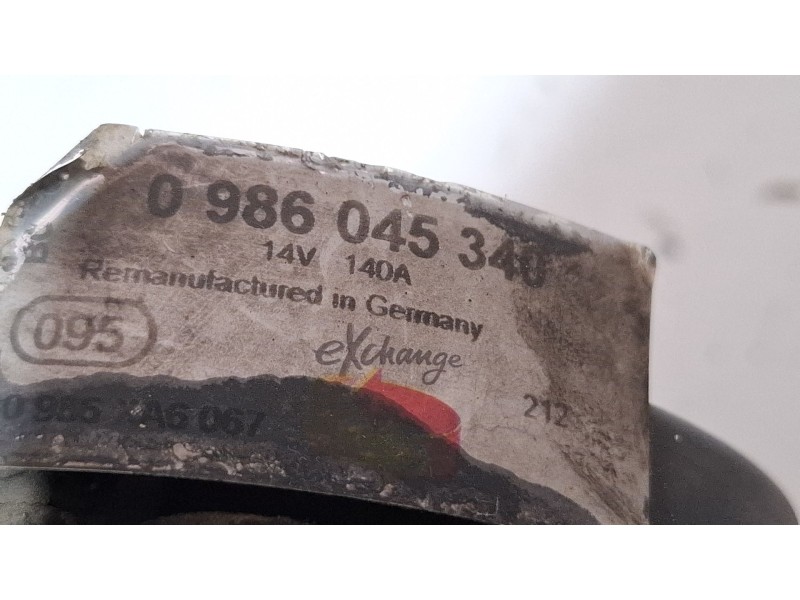 0 986 045 340
14V 140A
Remanufactured in Germany
095
eXchange
212